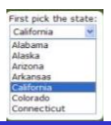 First pick the state:
California
Alabama
Alaska
Arizona
Arkansas
California
Colorado
Connecticut